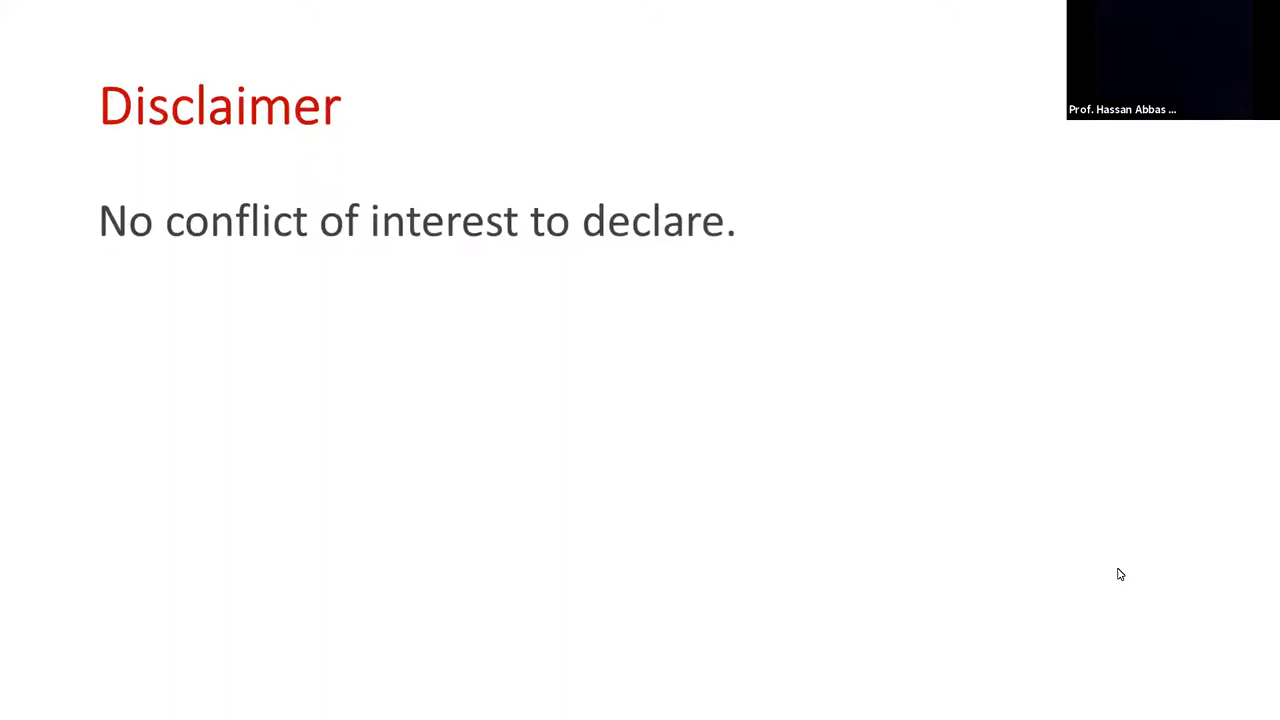 Disclaimer
No conflict of interest to declare.
Prof. Hassan Abbas ...